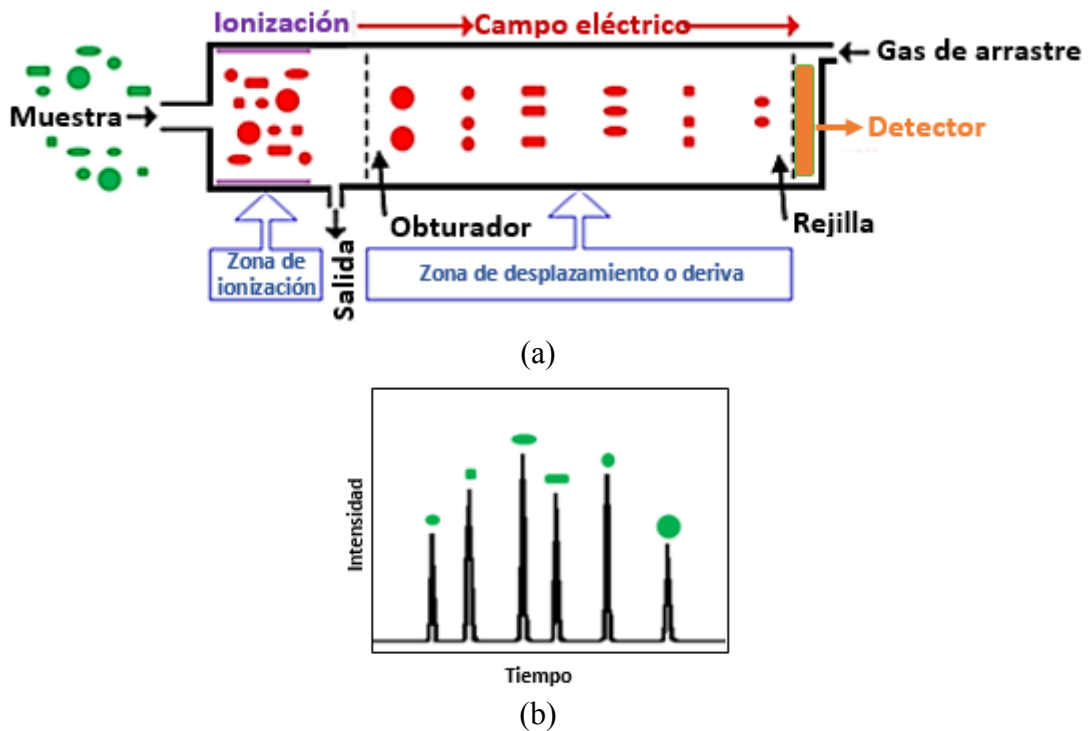 Ionización
Campo eléctrico
Gas de arrastre
Muestra
Detector
Obturador
Rejilla
Zona de
ionización
Salida
Zona de desplazamiento o deriva
(a)
Intensidad
Tiempo
(b)